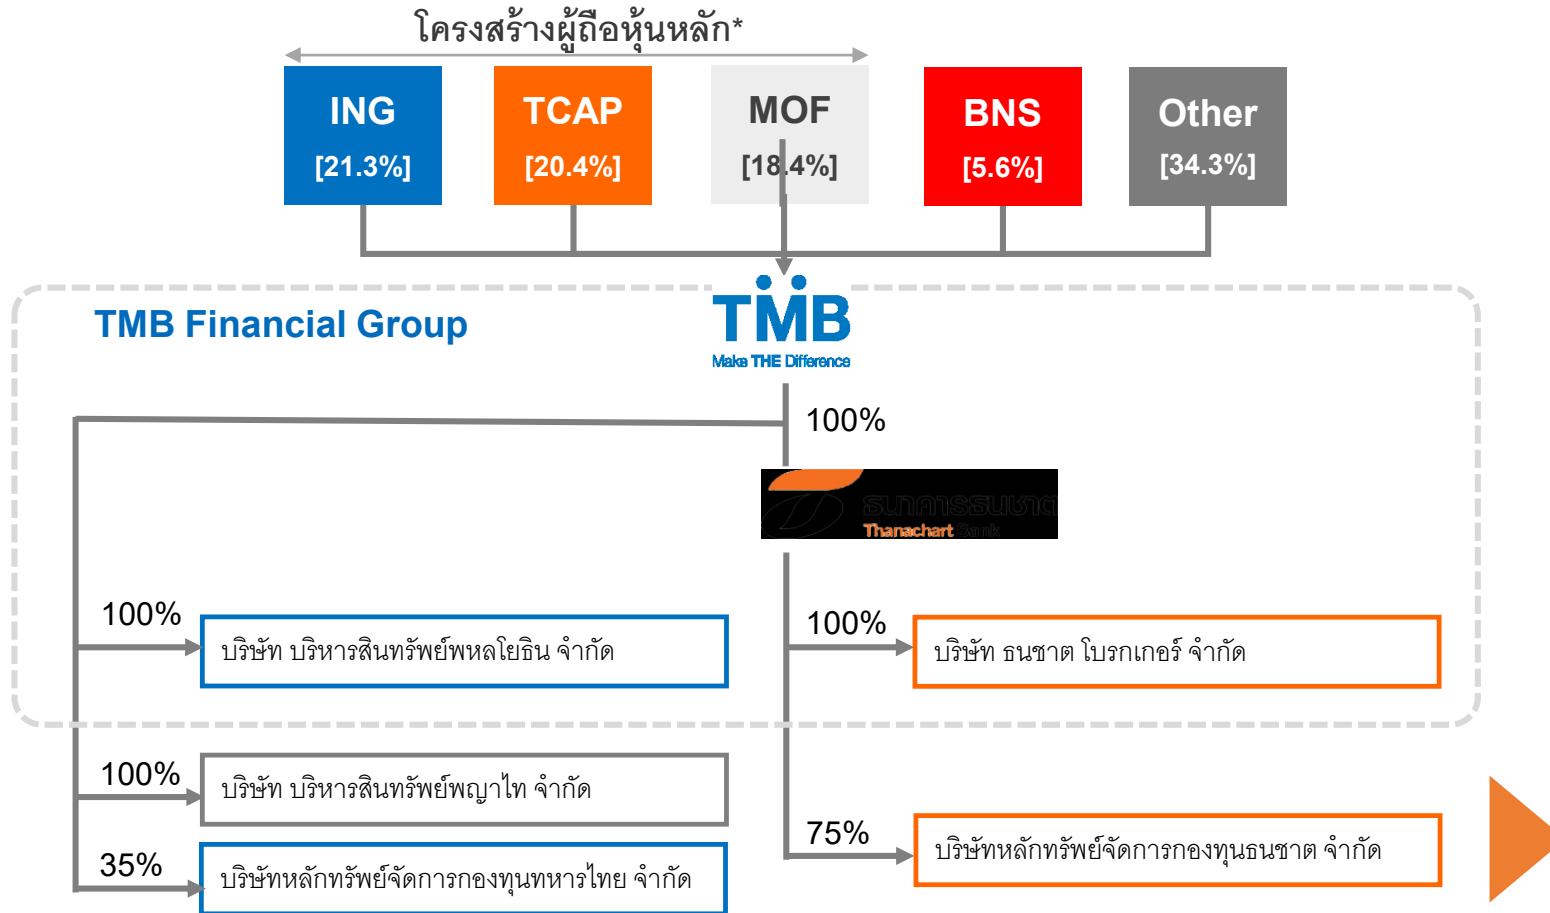 โครงสร้างผู้ถือหุ้นหลัก*
ING
[21.3%]
TCAP
[20.4%]
MOF
[18.4%]
BNS
[5.6%]
Other
[34.3%]
TMB Financial Group
TMB
Make THE Difference
100%
ธนาคารธนชาต
Thanachart Bank
100%
บริษัท บริหารสินทรัพย์พหลโยธิน จำกัด
100%
บริษัท ธนชาต โบรกเกอร์ จำกัด
100%
บริษัท บริหารสินทรัพย์พญาไท จำกัด
75%
บริษัทหลักทรัพย์จัดการกองทุนธนชาต จำกัด
35%
บริษัทหลักทรัพย์จัดการกองทุนทหารไทย จำกัด